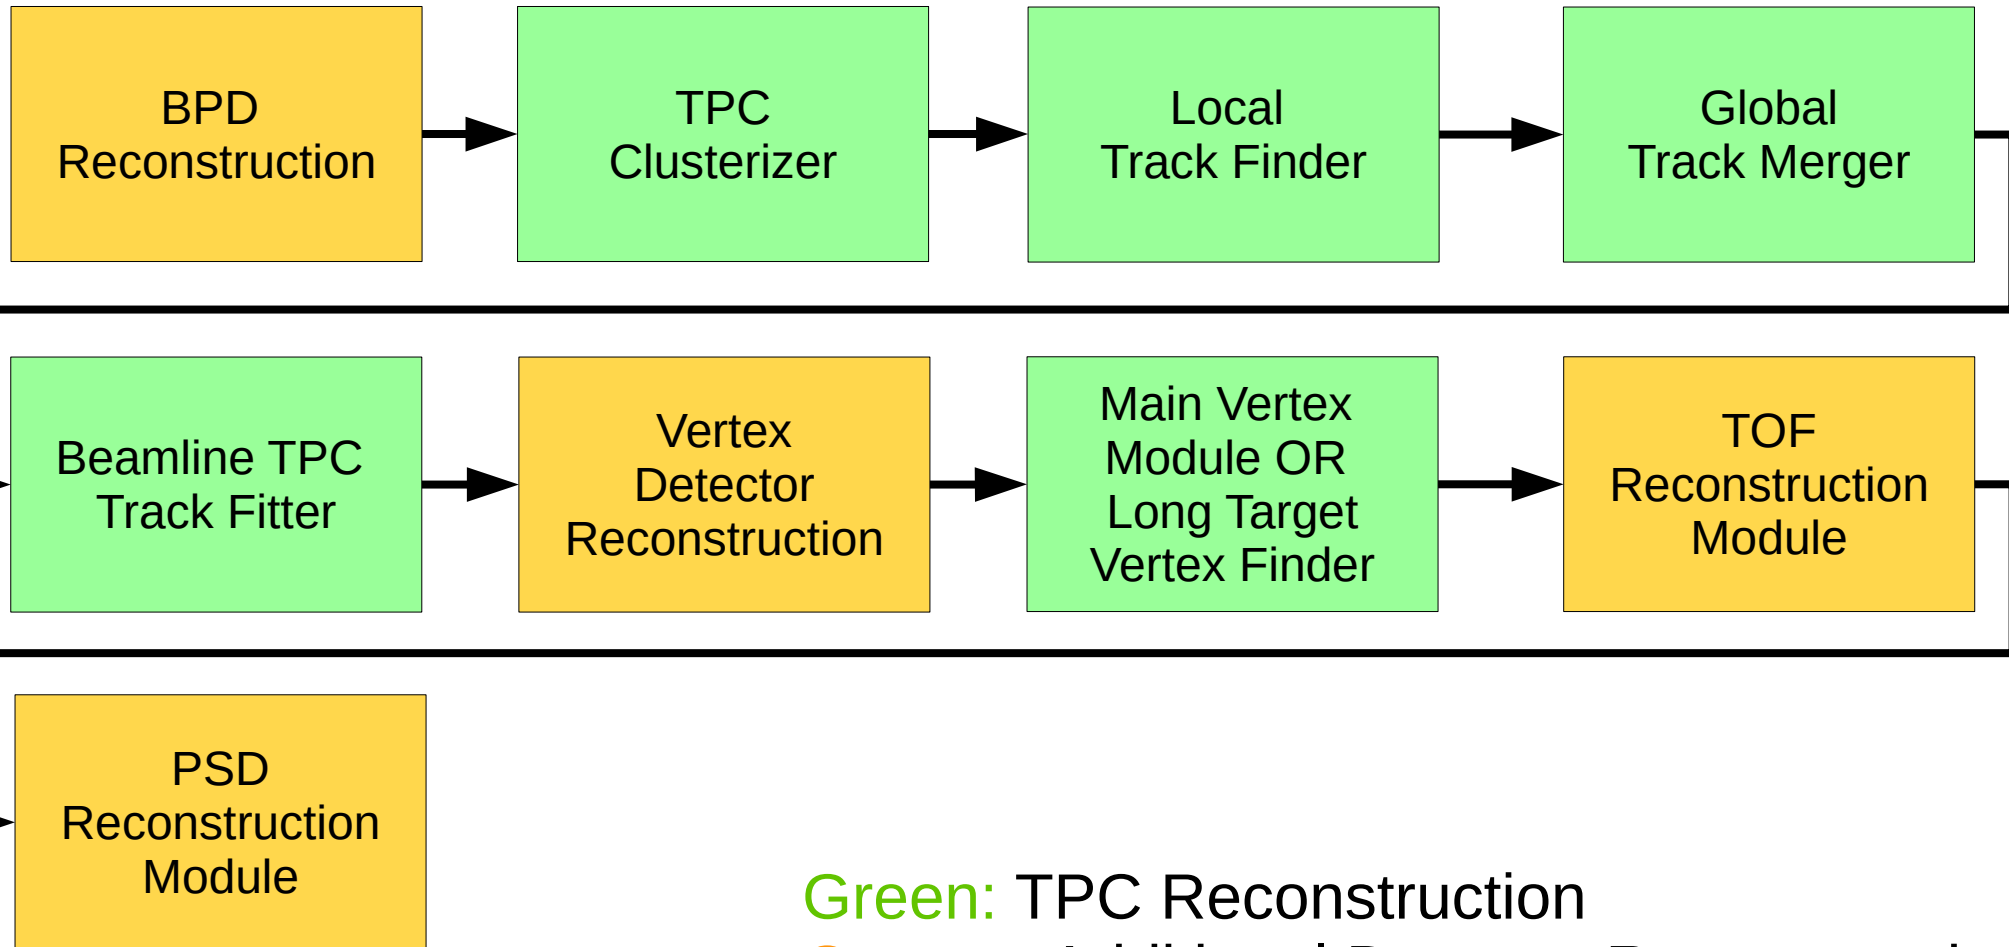 BPD
Reconstruction
TPC
Clusterizer
Local
Track Finder
Global
Track Merger
Beamline TPC
Track Fitter
Vertex
Detector
Reconstruction
Main Vertex
Module OR
Long Target
Vertex Finder
TOF
Reconstruction
Module
PSD
Reconstruction
Module
Green: TPC Reconstruction